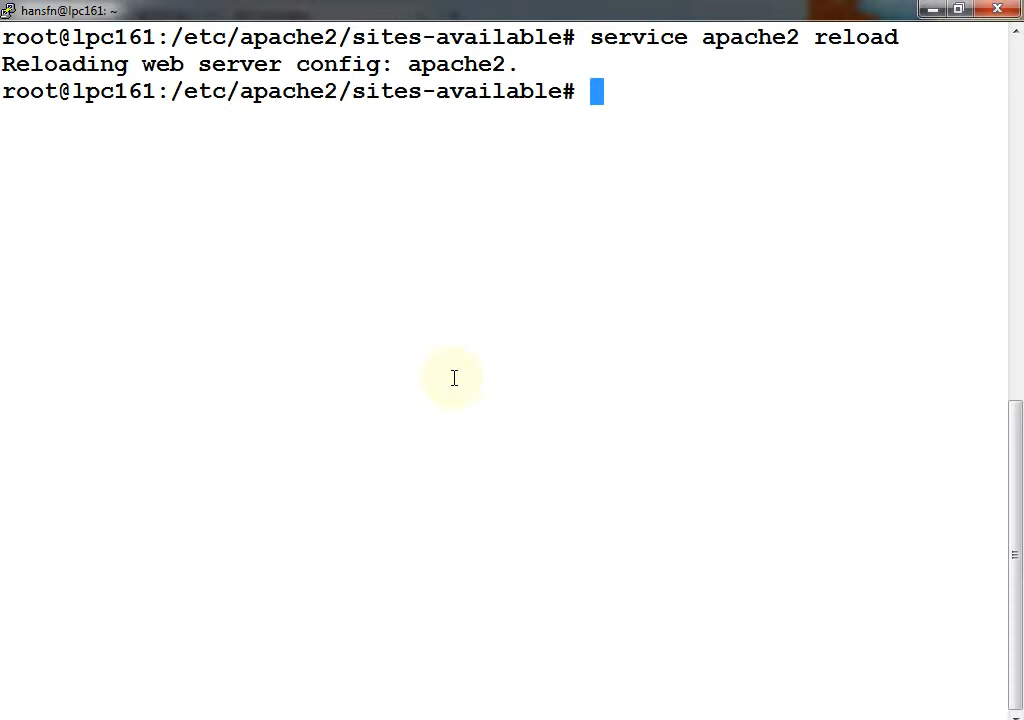 hansfn@lpc161: ~
root@lpc161:/etc/apache2/sites-available# service apache2 reload
Reloading web server config: apache2.
root@lpc161:/etc/apache2/sites-available#